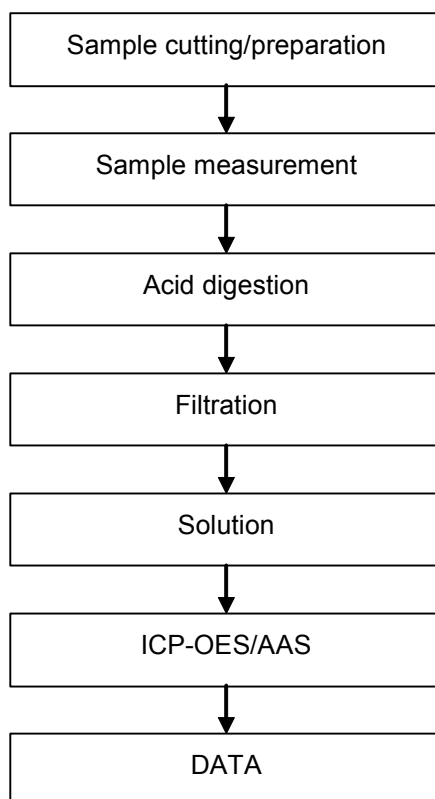 Sample cutting/preparation
Sample measurement
Acid digestion
Filtration
Solution
ICP-OES/AAS
DATA